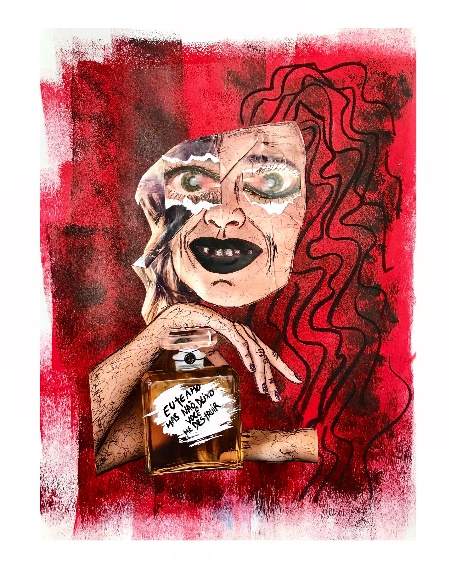 EU TE AMO
MAS NÃO DEIXO
VOCÊ
ME DESTRUIR